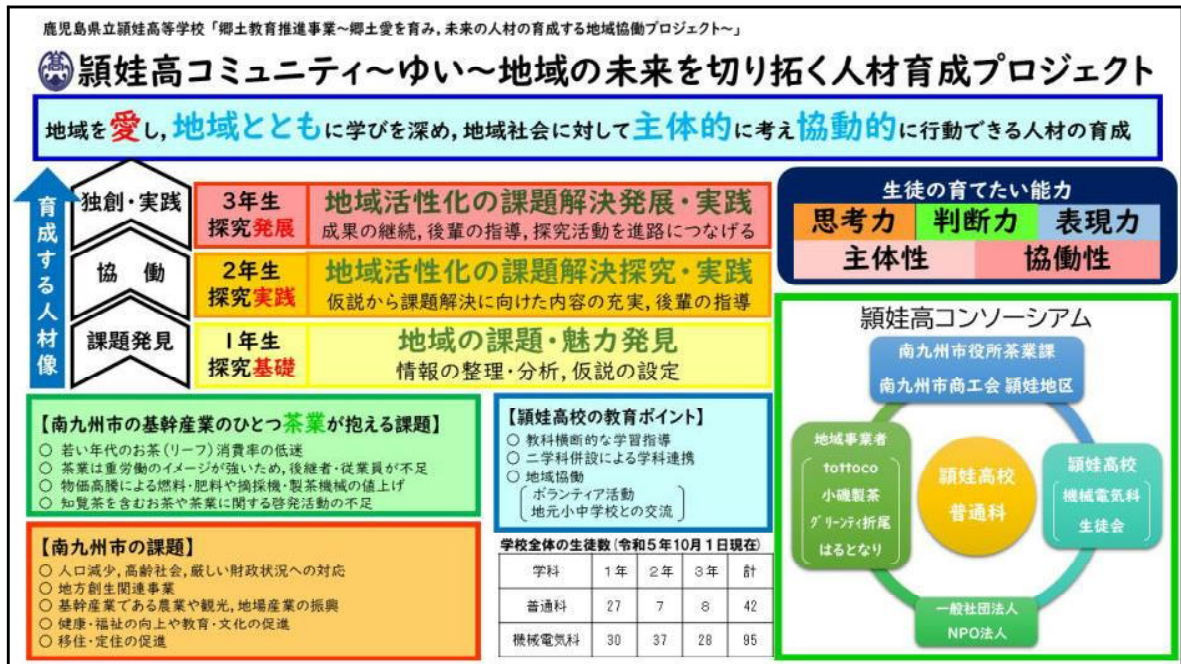 鹿児島県立頴娃高等学校「郷土教育推進事業~郷土愛を育み,未来の人材の育成する地域協働プロジェクト~」
頴娃高コミュニティ~ゆい~地域の未来を切り拓く人材育成プロジェクト
地域を愛し,地域とともに学びを深め,地域社会に対して主体的に考え協動的に行動できる人材の育成
育成する人材像
独創・実践
3年生
探究発展
地域活性化の課題解決発展・実践
成果の継続,後輩の指導,探究活動を進路につなげる
協 働
2年生
探究実践
地域活性化の課題解決探究・実践
仮説から課題解決に向けた内容の充実,後輩の指導
課題発見
1年生
探究基礎
地域の課題・魅力発見
情報の整理・分析,仮説の設定
生徒の育てたい能力
思考力 判断力 表現力
主体性 協働性
【南九州市の基幹産業のひとつ茶業が抱える課題】
○ 若い年代のお茶(リーフ)消費率の低迷
○ 茶業は重労働のイメージが強いため,後継者・従業員が不足
○ 物価高騰による燃料・肥料や摘採機・製茶機械の値上げ
○ 知覧茶を含むお茶や茶業に関する啓発活動の不足
【南九州市の課題】
○ 人口減少,高齢社会,厳しい財政状況への対応
○ 地方創生関連事業
○ 基幹産業である農業や観光,地場産業の振興
○ 健康・福祉の向上や教育・文化の促進
○ 移住・定住の促進
【頴娃高校の教育ポイント】
○ 教科横断的な学習指導
○ 二学科併設による学科連携
○ 地域協働
ボランティア活動
地元小中学校との交流
学校全体の生徒数(令和5年10月1日現在)
学科 1年 2年 3年 計
普通科 27 7 8 42
機械電気科 30 37 28 95
頴娃高コンソーシアム
南九州市役所茶業課
南九州市商工会 頴娃地区
地域事業者
tottoco
小磯製茶
グリーンティ折尾
はるとなり
頴娃高校
普通科
頴娃高校
機械電気科
生徒会
一般社団法人
NPO法人